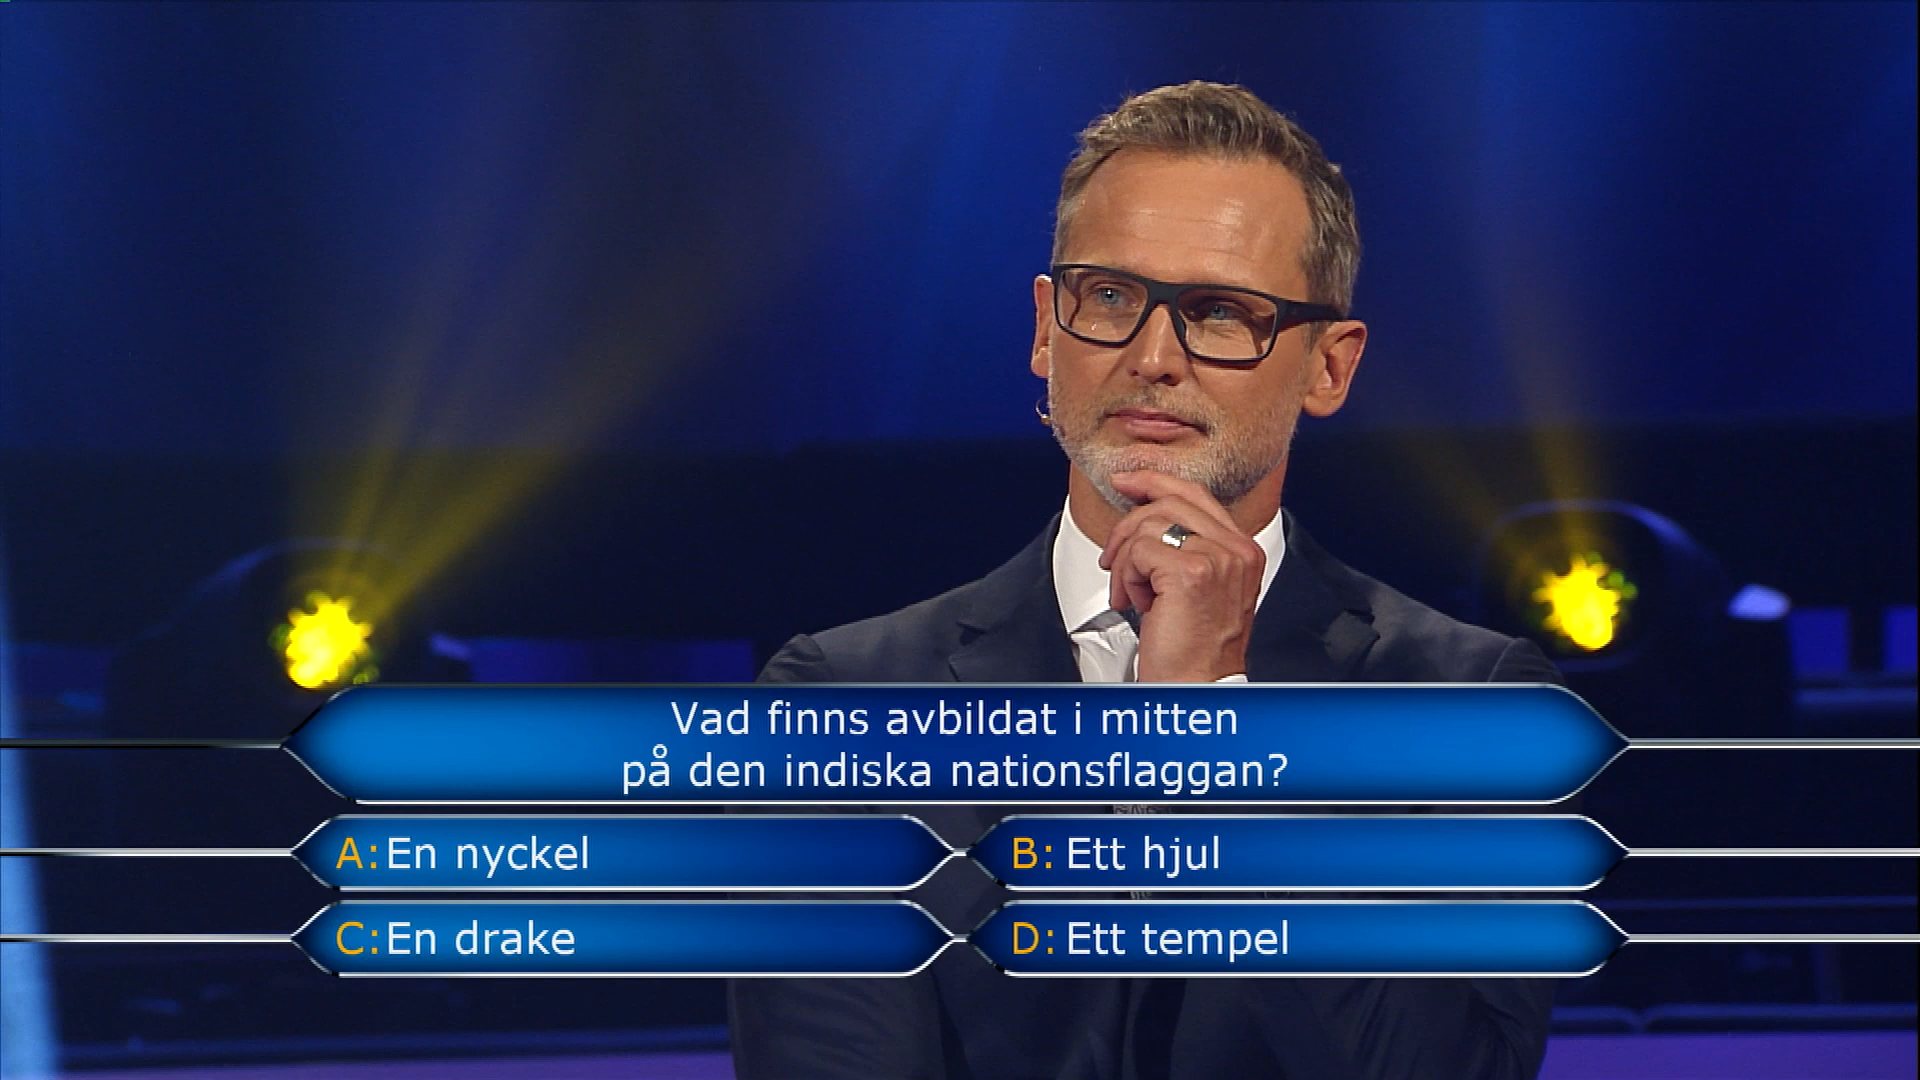 Vad finns avbildat i mitten
på den indiska nationsflaggan?
A: En nyckel
B: Ett hjul
C: En drake
D: Ett tempel